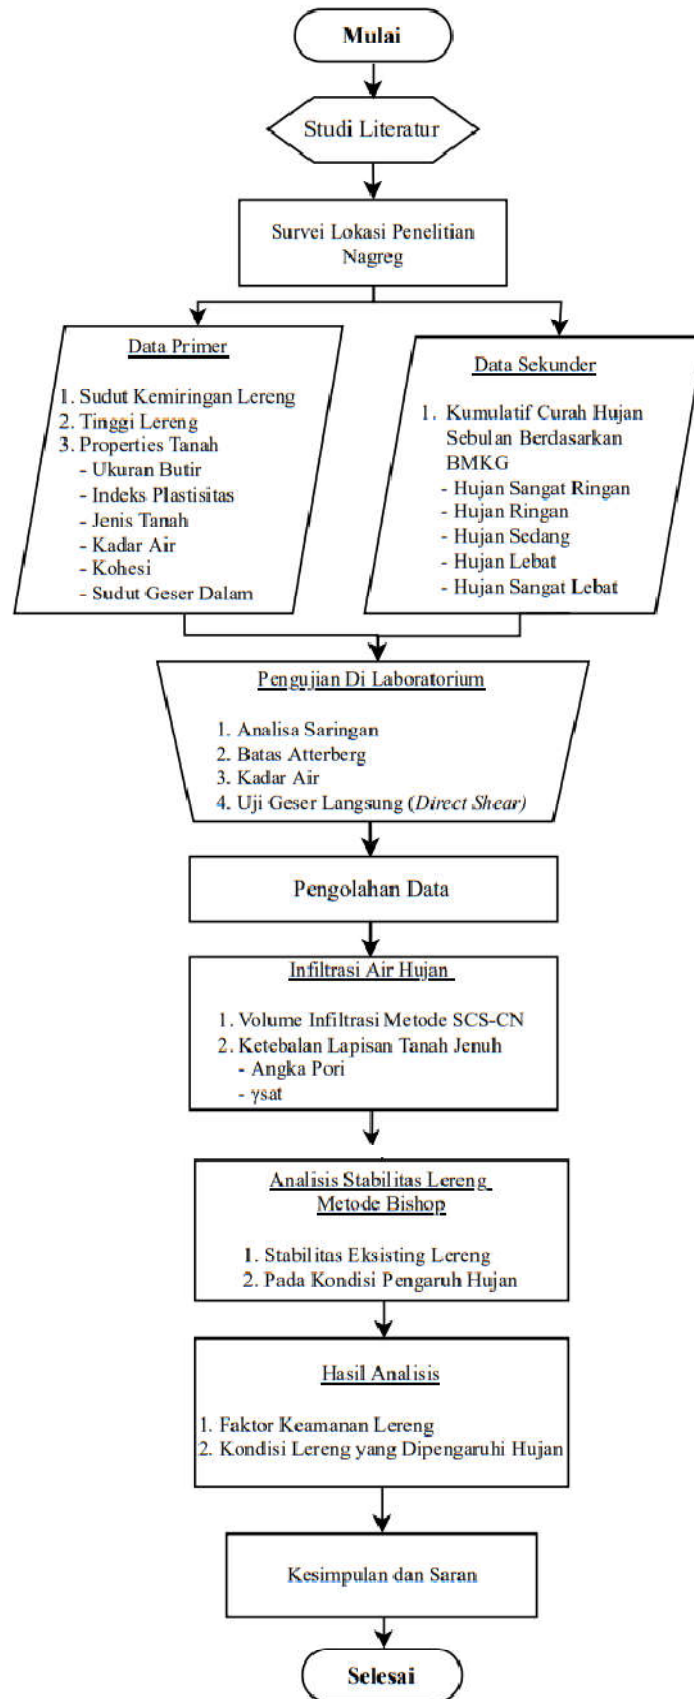 Mulai
Studi Literatur
Survei Lokasi Penelitian
Nagreg
Data Primer
1. Sudut Kemiringan Lereng
2. Tinggi Lereng
3. Properties Tanah
- Ukuran Butir
- Indeks Plastisitas
- Jenis Tanah
- Kadar Air
- Kohesi
- Sudut Geser Dalam
Data Sekunder
1. Kumulatif Curah Hujan
Sebulan Berdasarkan
BMKG
- Hujan Sangat Ringan
- Hujan Ringan
- Hujan Sedang
- Hujan Lebat
- Hujan Sangat Lebat
Pengujian Di Laboratorium
1. Analisa Saringan
2. Batas Atterberg
3. Kadar Air
4. Uji Geser Langsung (Direct Shear)
Pengolahan Data
Infiltrasi Air Hujan
1. Volume Infiltrasi Metode SCS-CN
2. Ketebalan Lapisan Tanah Jenuh
- Angka Pori
- γsat
Analisis Stabilitas Lereng
Metode Bishop
1. Stabilitas Eksisting Lereng
2. Pada Kondisi Pengaruh Hujan
Hasil Analisis
1. Faktor Keamanan Lereng
2. Kondisi Lereng yang Dipengaruhi Hujan
Kesimpulan dan Saran
Selesai